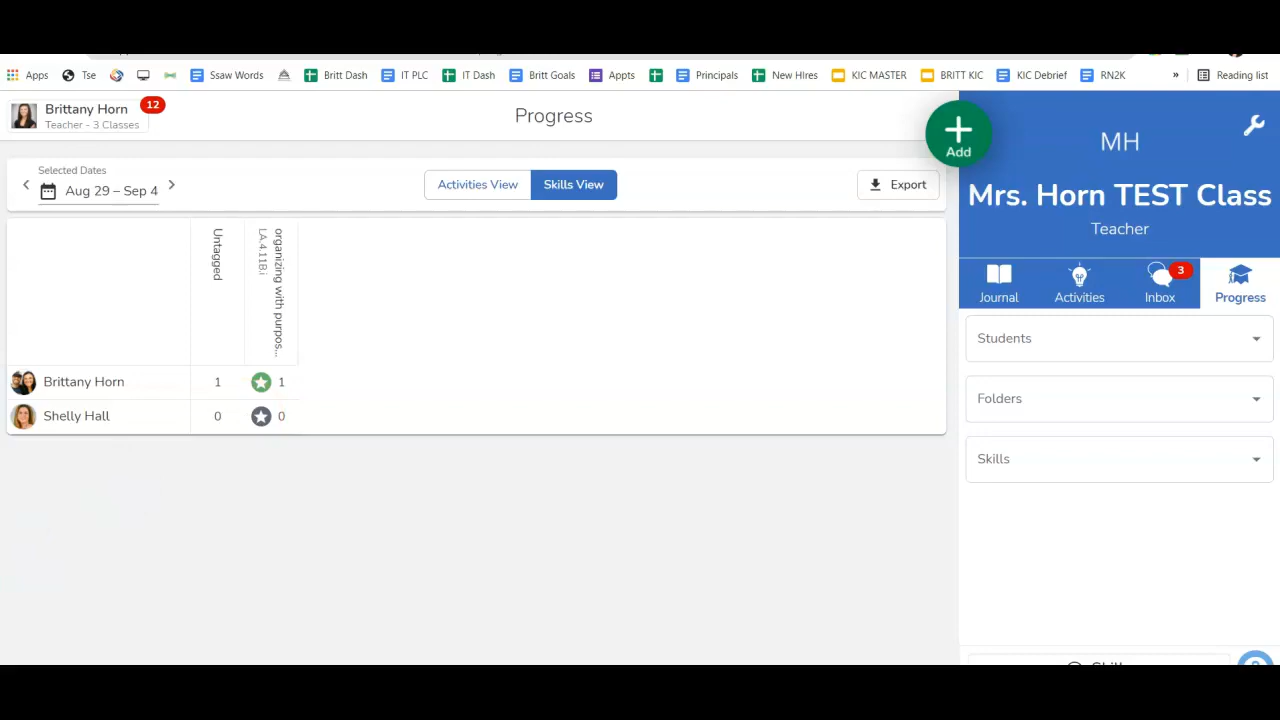 Apps
Tse
Ssaw Words
Britt Dash
IT PLC
IT Dash
Britt Goals
Appts
Principals
New HIres
KIC MASTER
BRITT KIC
KIC Debrief
RN2K
»
Reading list
Brittany Horn
12
Teacher - 3 Classes
Progress
Add
MH
Mrs. Horn TEST Class
Teacher
Selected Dates
Aug 29 – Sep 4
Activities View
Skills View
Export
Journal
Activities
Inbox
3
Progress
Untagged
organizing with purpos...
LA.4.11B.i
Students
Folders
Skills
Brittany Horn
1
1
Shelly Hall
0
0